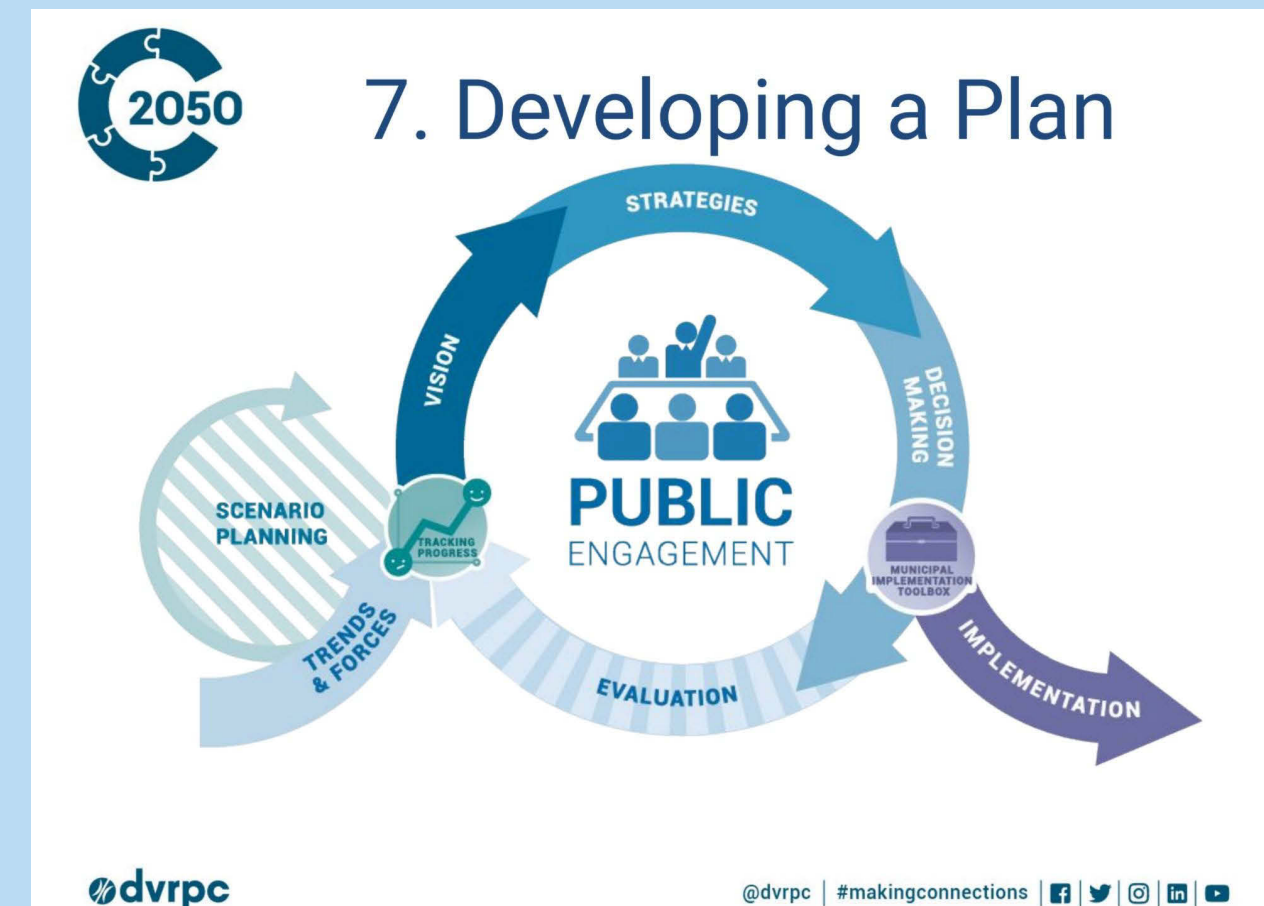 2050
7. Developing a Plan
STRATEGIES
VISION
DECISION
MAKING
SCENARIO
PLANNING
TRACKING
PROGRESS
PUBLIC
ENGAGEMENT
MUNICIPAL
IMPLEMENTATION
TOOLBOX
TRENDS
& FORCES
EVALUATION
IMPLEMENTATION
dvrpc
@dvrpc | #makingconnections